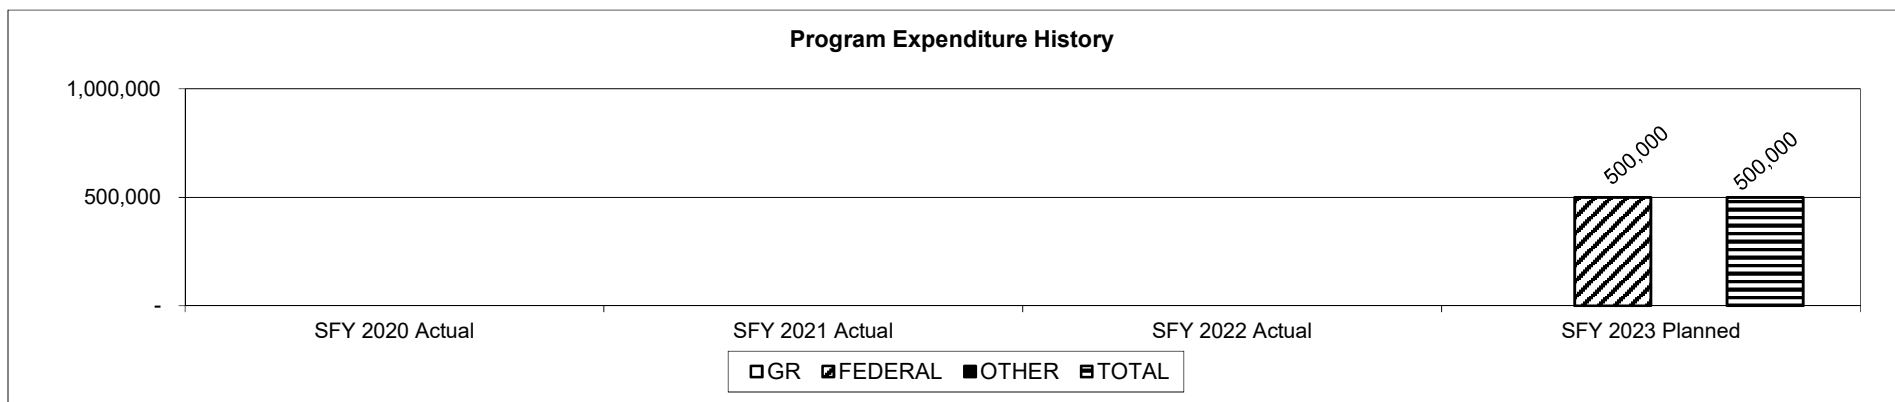 Program Expenditure History
1,000,000
500,000
-
500,000
500,000
SFY 2020 Actual SFY 2021 Actual SFY 2022 Actual SFY 2023 Planned
GR FEDERAL OTHER TOTAL